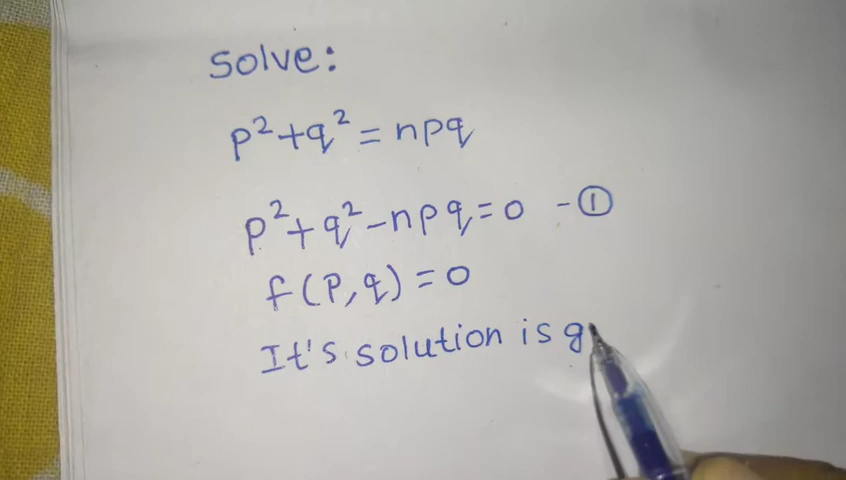 Solve:
p²+q²=npq
p²+q²-npq=0 -①
f(p,q)=0
It's solution is g